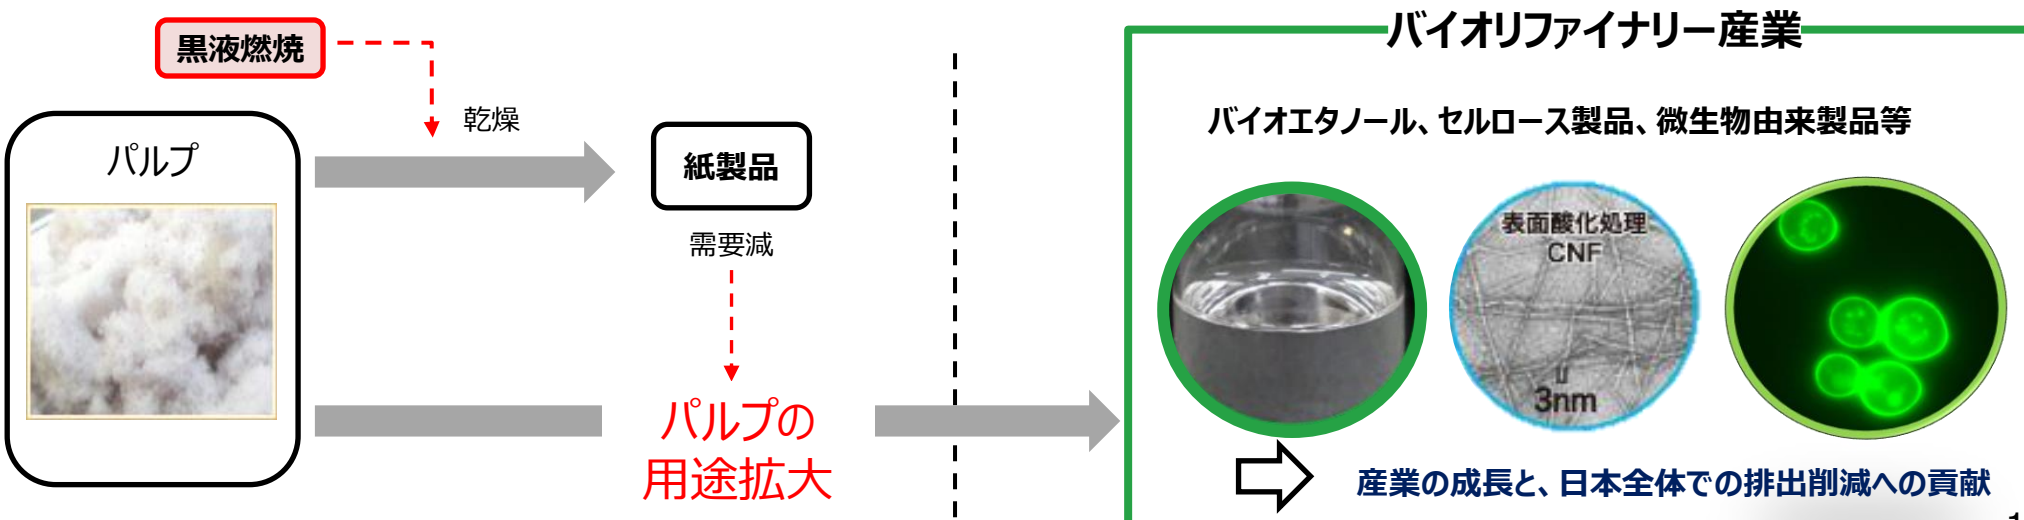 バイオリファイナリー産業
黒液燃焼
乾燥
パルプ
紙製品
需要減
パルプの
用途拡大
バイオエタノール、セルロース製品、微生物由来製品等
表面酸化処理
CNF
3nm
産業の成長と、日本全体での排出削減への貢献